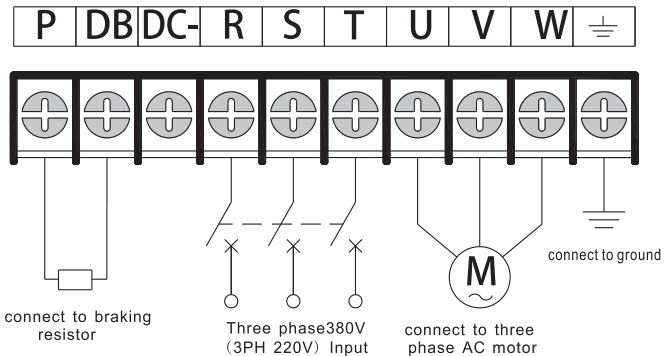 P DB DC- R S T U V W
M
connect to ground
connect to braking
resistor
Three phase380V
（3PH 220V）Input
connect to three
phase AC motor